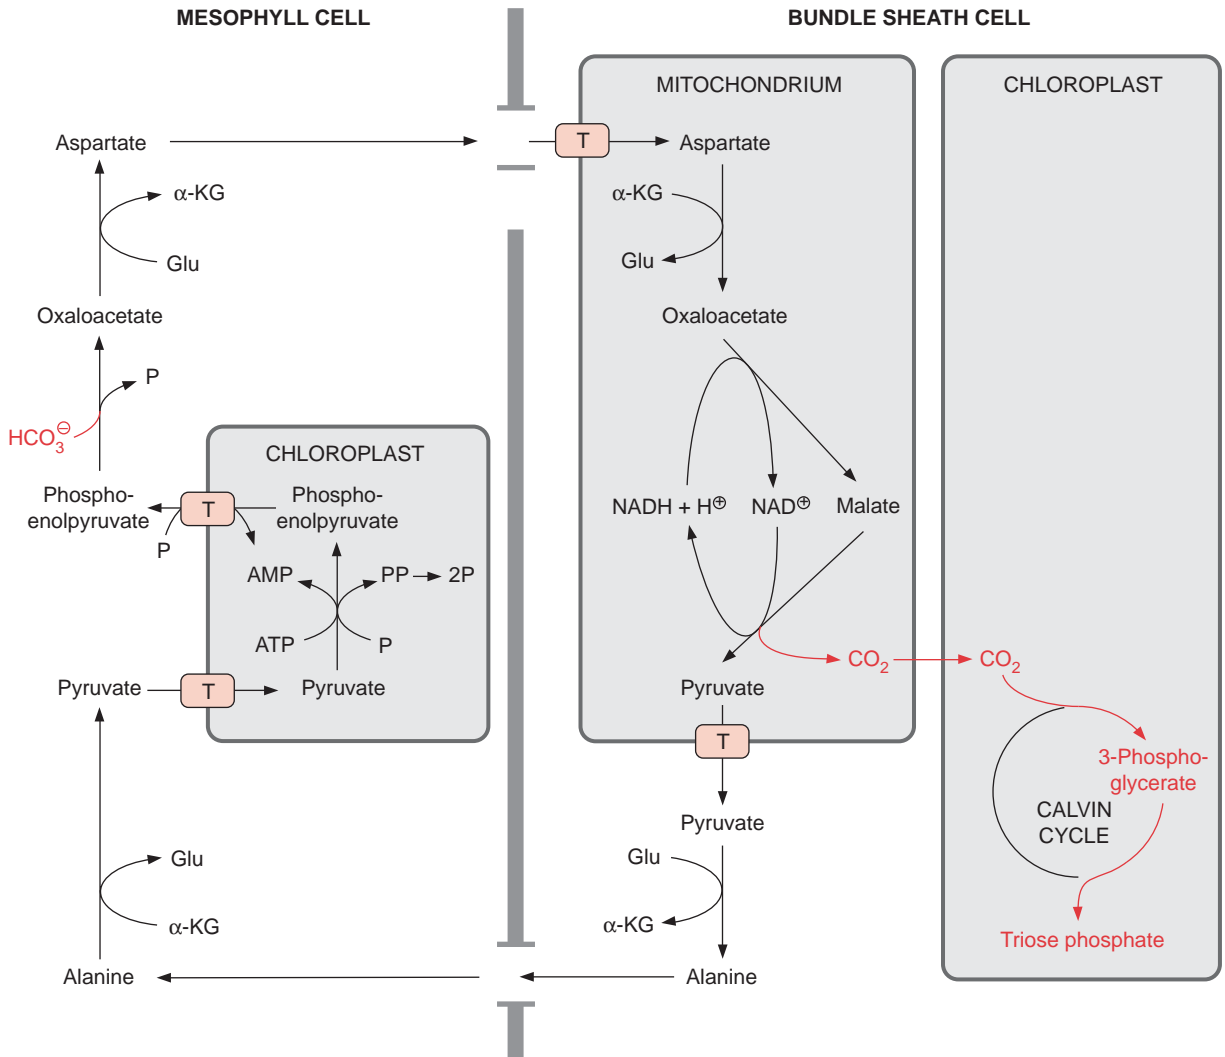 MESOPHYLL CELL
BUNDLE SHEATH CELL
MITOCHONDRIUM
CHLOROPLAST
Aspartate
T
Aspartate
α-KG
Glu
α-KG
Glu
Oxaloacetate
Oxaloacetate
P
HCO₃⊖
CHLOROPLAST
Phospho-
enolpyruvate
T
P
Phospho-
enolpyruvate
NADH + H⊕
NAD⊕
Malate
AMP
PP
2P
ATP
P
Pyruvate
T
Pyruvate
CO₂
CO₂
Pyruvate
T
3-Phospho-
glycerate
CALVIN
CYCLE
Pyruvate
Glu
α-KG
Glu
α-KG
Triose phosphate
Alanine
Alanine